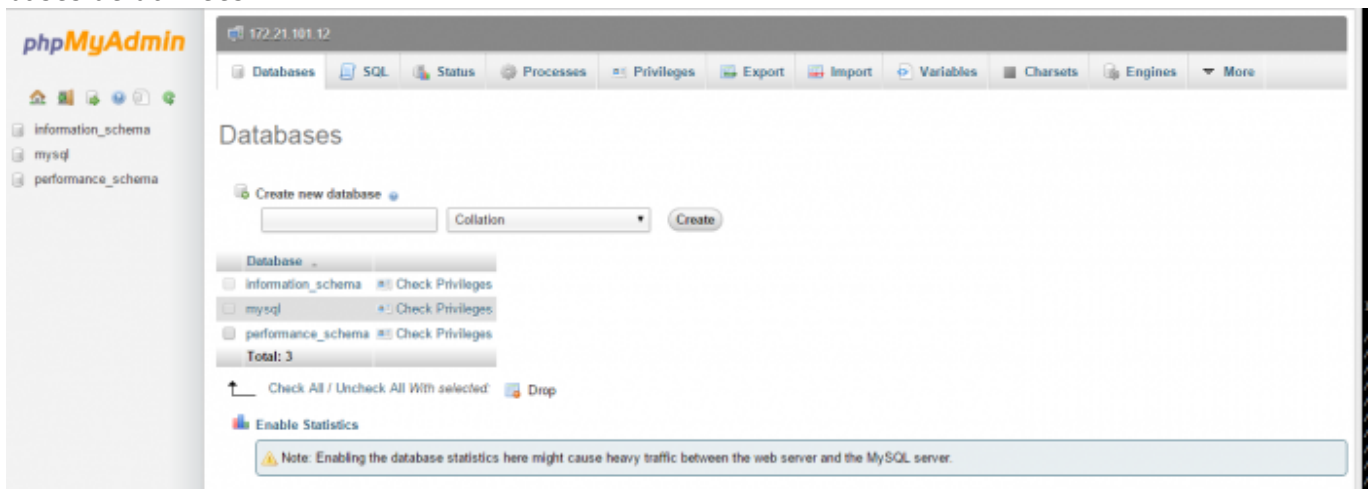 phpMyAdmin
172.21.101.12
Databases SQL Status Processes Privileges Export Import Variables Charsets Engines More
information_schema
mysql
performance_schema
Databases
Create new database
Collation Create
Database
information_schema Check Privileges
mysql Check Privileges
performance_schema Check Privileges
Total: 3
Check All / Uncheck All With selected: Drop
Enable Statistics
Note: Enabling the database statistics here might cause heavy traffic between the web server and the MySQL server.